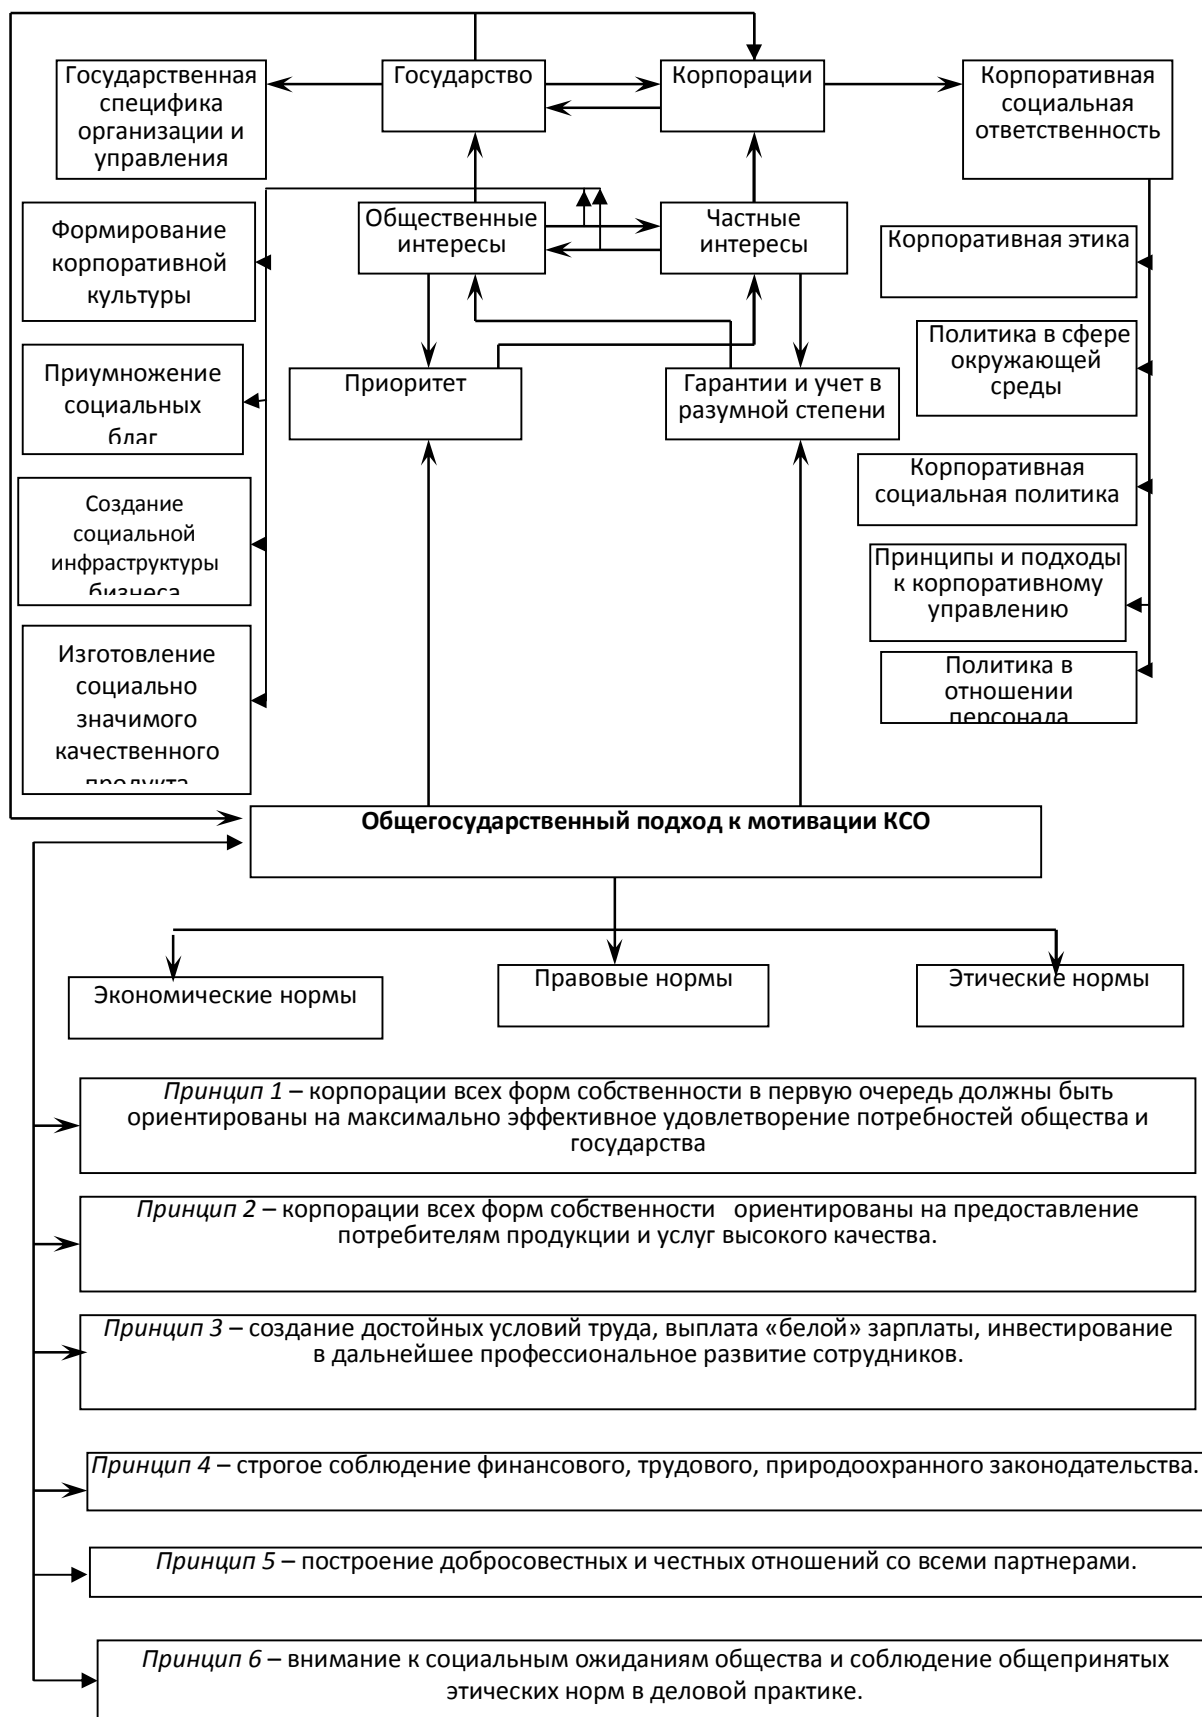 Государственная
специфика
организации и
управления
Государство
Корпорации
Корпоративная
социальная
ответственность
Формирование
корпоративной
культуры
Общественные
интересы
Частные
интересы
Корпоративная этика
Приумножение
социальных
благ
Приоритет
Гарантии и учет в
разумной степени
Политика в сфере
окружающей
среды
Создание
социальной
инфраструктуры
бизнеса
Корпоративная
социальная политика
Принципы и подходы
к корпоративному
управлению
Изготовление
социально
значимого
качественного
продукта
Политика в
отношении
персонала
Общегосударственный подход к мотивации КСО
Экономические нормы
Правовые нормы
Этические нормы
Принцип 1 – корпорации всех форм собственности в первую очередь должны быть
ориентированы на максимально эффективное удовлетворение потребностей общества и
государства
Принцип 2 – корпорации всех форм собственности ориентированы на предоставление
потребителям продукции и услуг высокого качества.
Принцип 3 – создание достойных условий труда, выплата «белой» зарплаты, инвестирование
в дальнейшее профессиональное развитие сотрудников.
Принцип 4 – строгое соблюдение финансового, трудового, природоохранного законодательства.
Принцип 5 – построение добросовестных и честных отношений со всеми партнерами.
Принцип 6 – внимание к социальным ожиданиям общества и соблюдение общепринятых
этических норм в деловой практике.